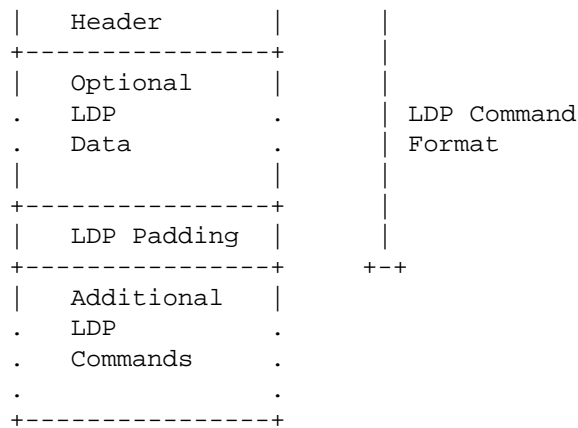 Header
Optional
LDP
LDP Command
Data
Format
LDP Padding
Additional
LDP
Commands